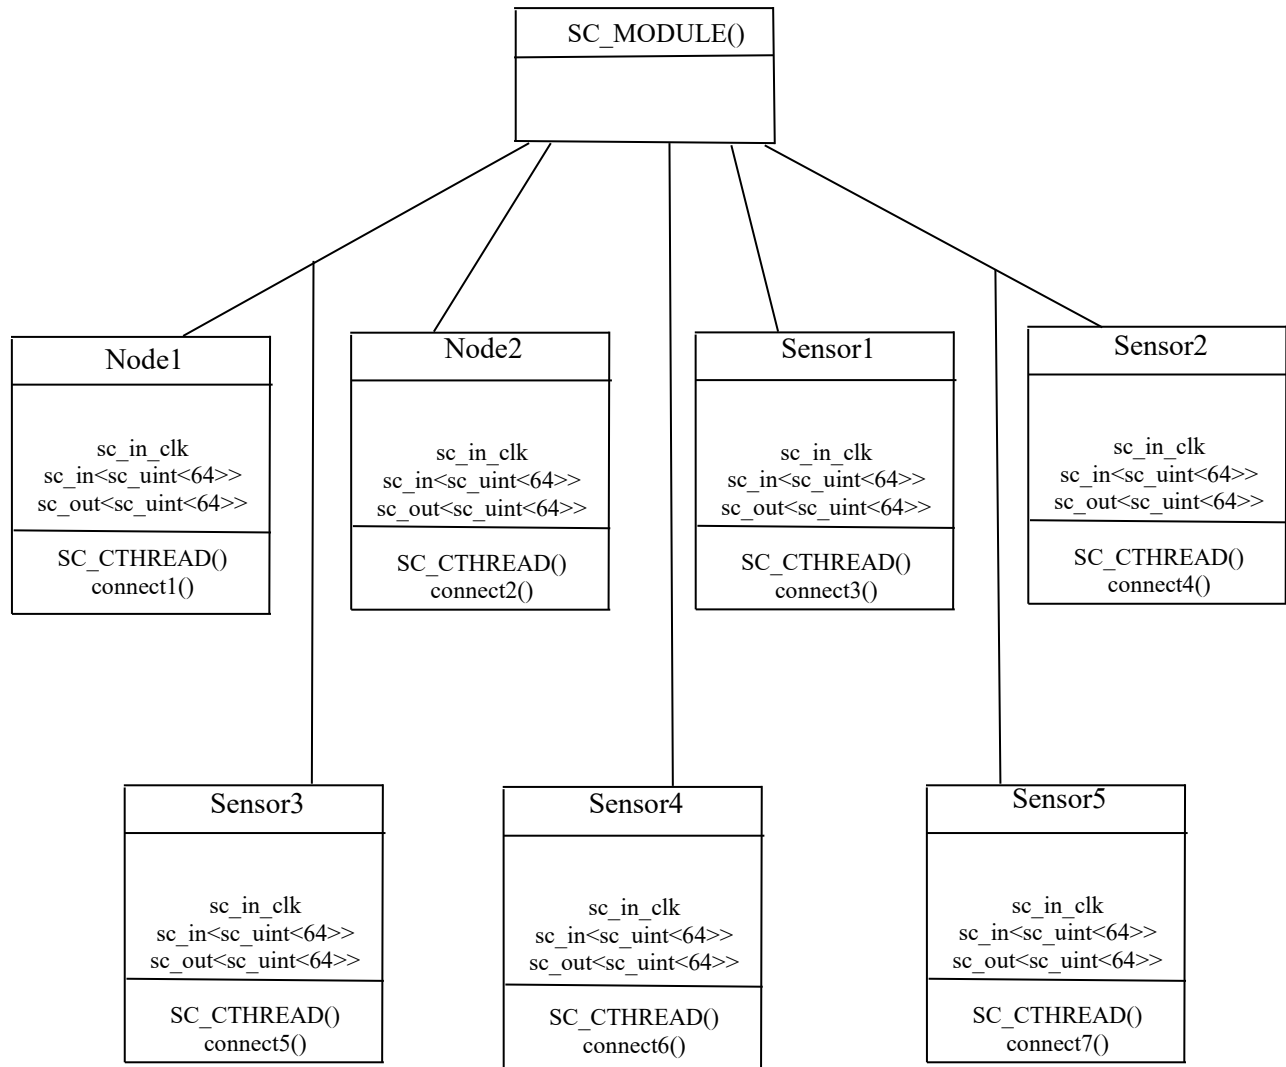 SC_MODULE()
Node1
sc_in_clk
sc_in<sc_uint<64>>
sc_out<sc_uint<64>>
SC_CTHREAD()
connect1()
Node2
sc_in_clk
sc_in<sc_uint<64>>
sc_out<sc_uint<64>>
SC_CTHREAD()
connect2()
Sensor1
sc_in_clk
sc_in<sc_uint<64>>
sc_out<sc_uint<64>>
SC_CTHREAD()
connect3()
Sensor2
sc_in_clk
sc_in<sc_uint<64>>
sc_out<sc_uint<64>>
SC_CTHREAD()
connect4()
Sensor3
sc_in_clk
sc_in<sc_uint<64>>
sc_out<sc_uint<64>>
SC_CTHREAD()
connect5()
Sensor4
sc_in_clk
sc_in<sc_uint<64>>
sc_out<sc_uint<64>>
SC_CTHREAD()
connect6()
Sensor5
sc_in_clk
sc_in<sc_uint<64>>
sc_out<sc_uint<64>>
SC_CTHREAD()
connect7()